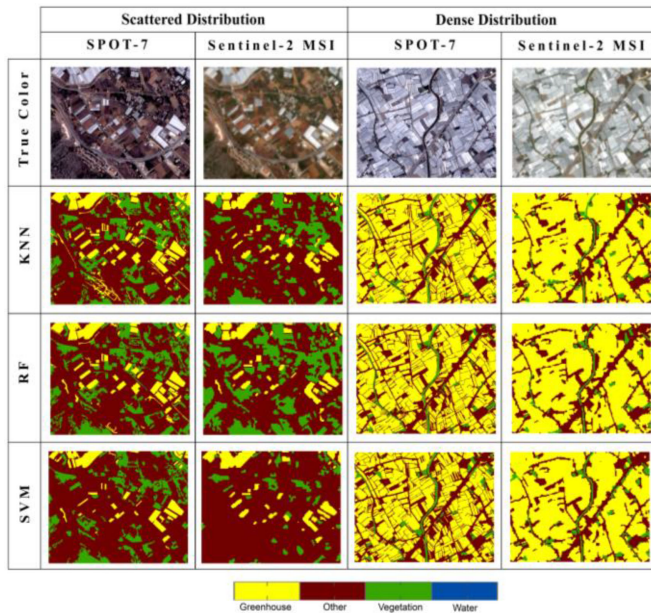 Scattered Distribution Dense Distribution
SPOT-7 Sentinel-2 MSI SPOT-7 Sentinel-2 MSI
True Color
KNN
RF
SVM
Greenhouse Other Vegetation Water